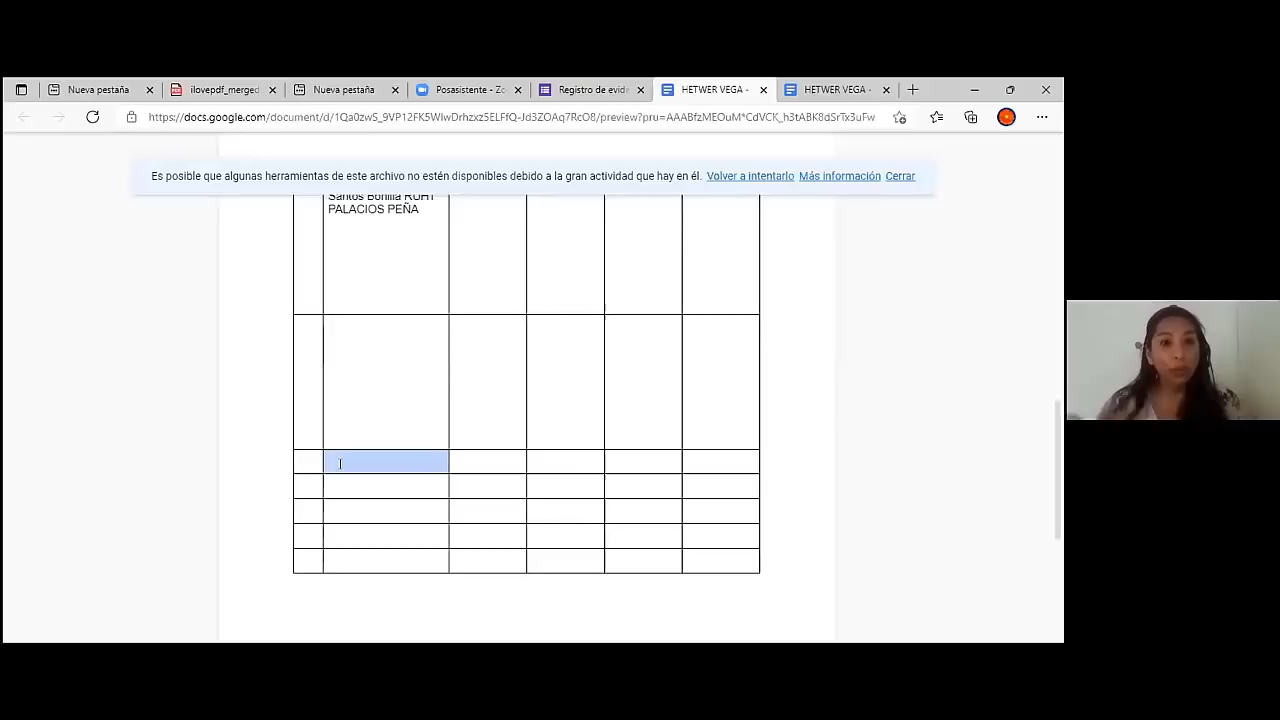 Nueva pestaña
ilovepdf_merged
Nueva pestaña
Posasistente - Zo
Registro de evid
HETWER VEGA -
HETWER VEGA -
https://docs.google.com/document/d/1Qa0zwS_9VP12FK5WIwDrhzxz5ELFfQ-Jd3ZOAq7RcO8/preview?pru=AAABfzMEOuM*CdVCK_h3tABK8dSrTx3uFw
Es posible que algunas herramientas de este archivo no estén disponibles debido a la gran actividad que hay en él. Volver a intentarlo Más información Cerrar
Santos Bonilla RUHT
PALACIOS PEÑA